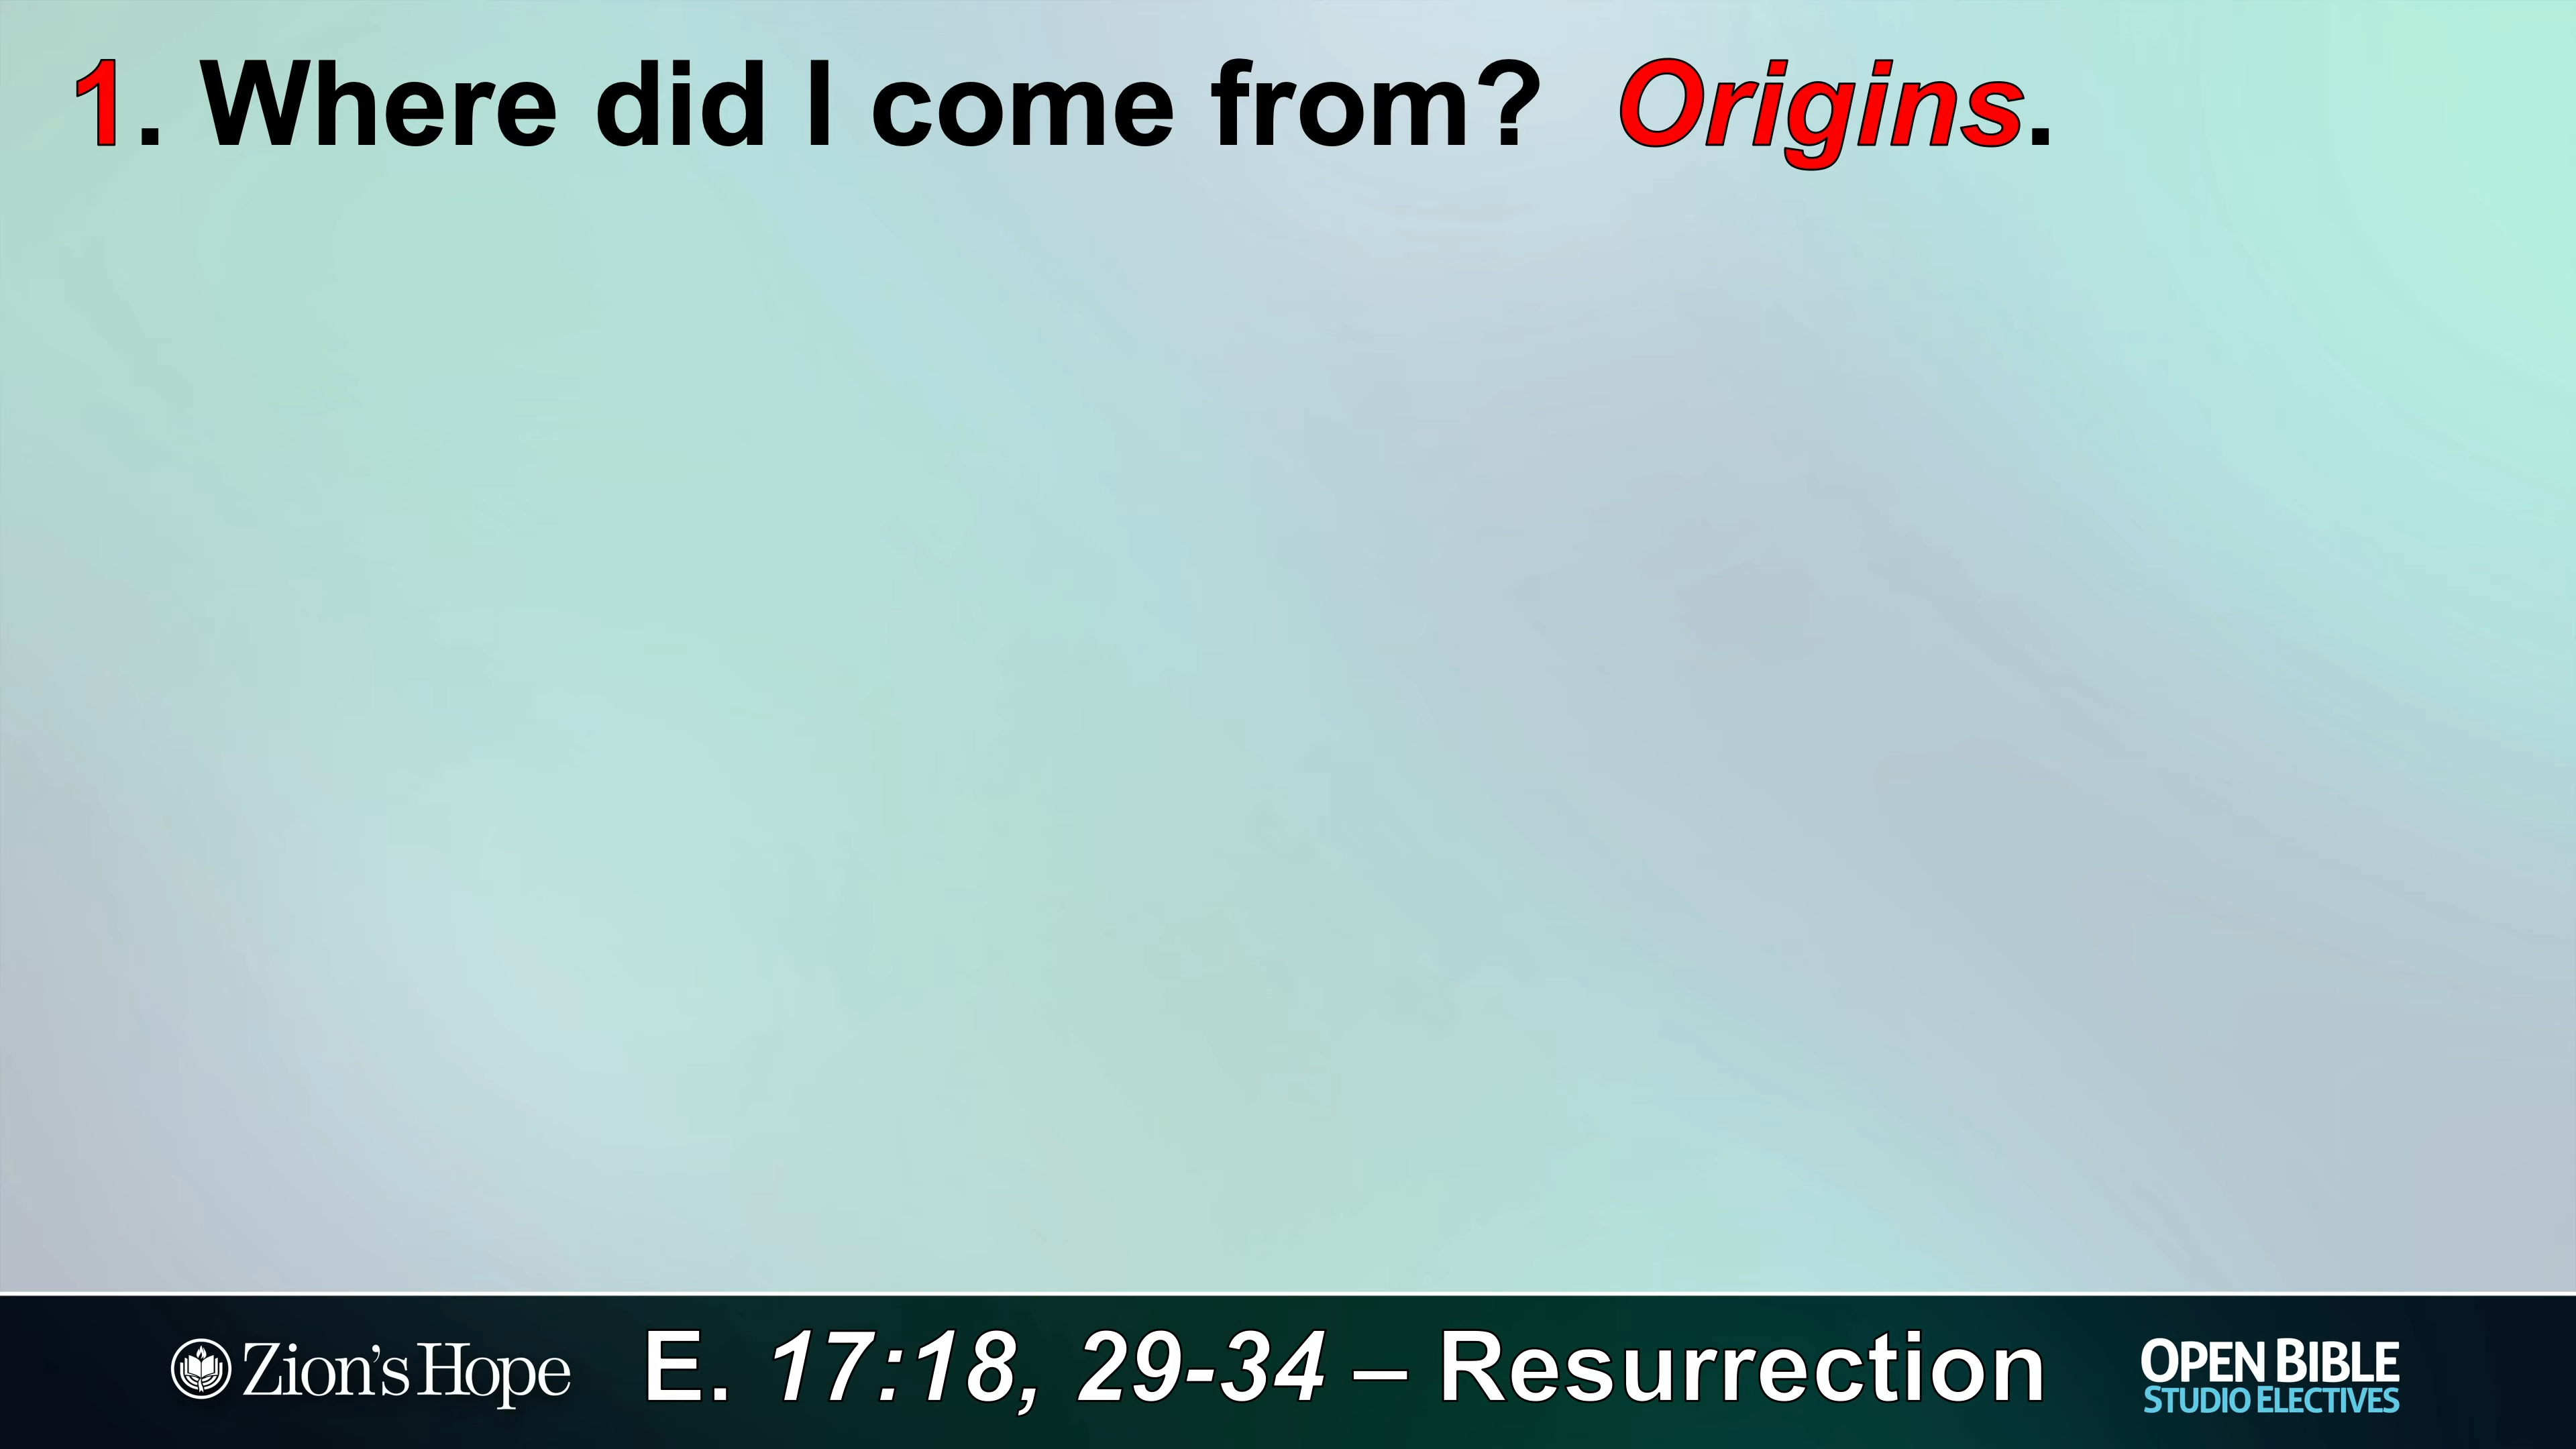 1. Where did I come from?  Origins.
Zion's Hope
E. 17:18, 29-34 – Resurrection
OPEN BIBLE
STUDIO ELECTIVES